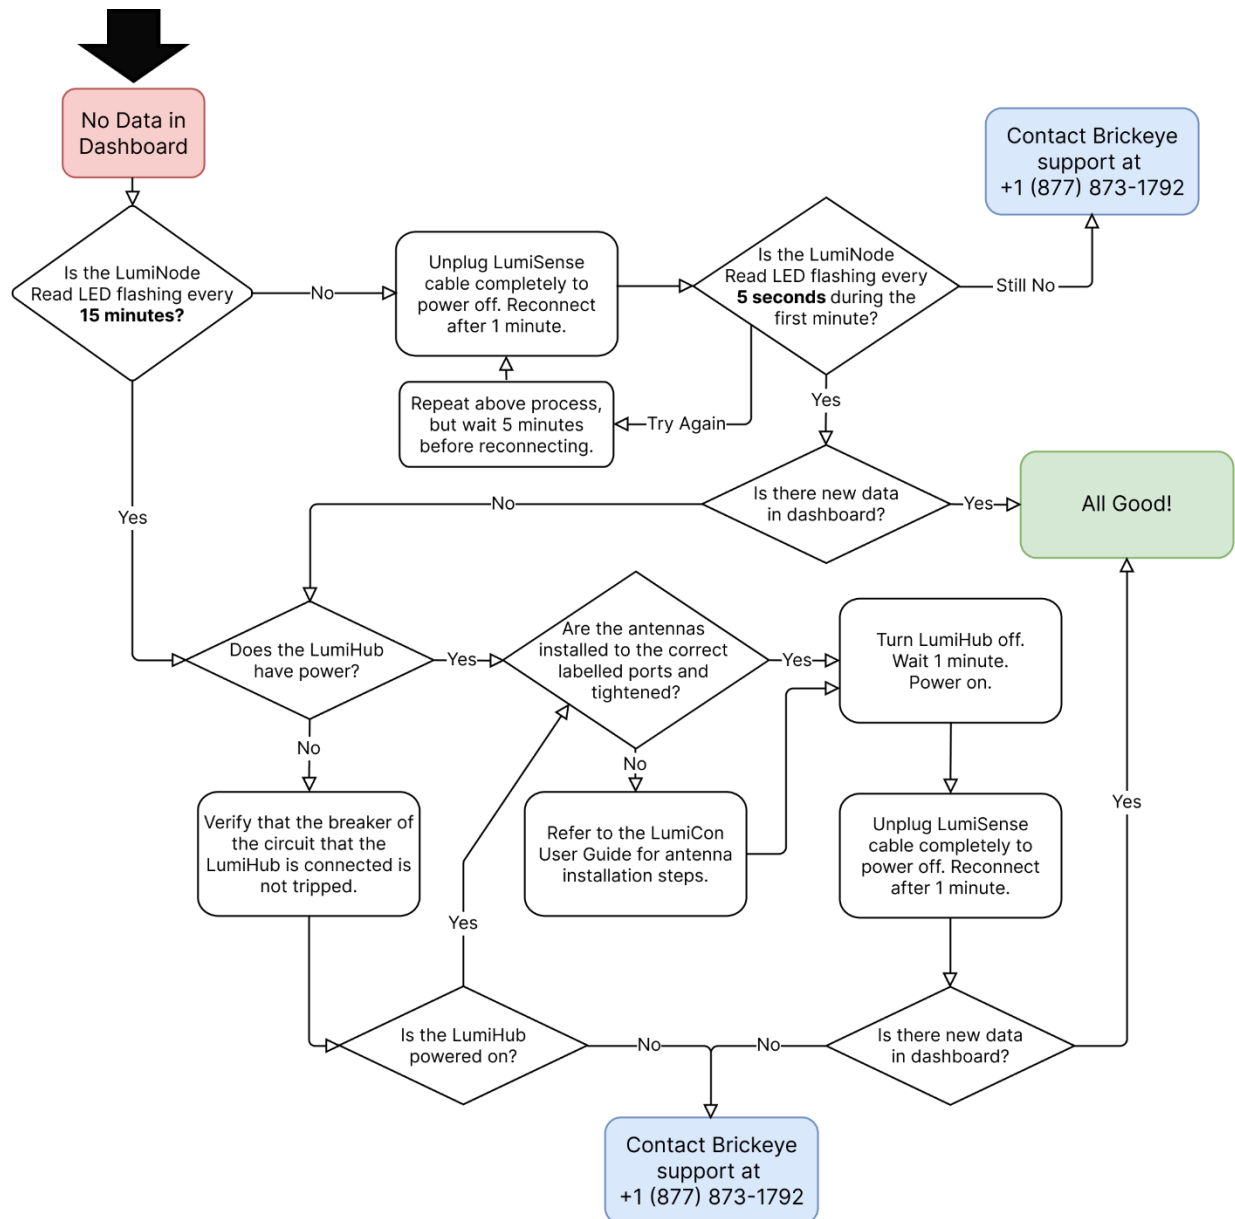 No Data in
Dashboard
Contact Brickeye
support at
+1 (877) 873-1792
Is the LumiNode
Read LED flashing every
15 minutes?
No
Unplug LumiSense
cable completely to
power off. Reconnect
after 1 minute.
Is the LumiNode
Read LED flashing every
5 seconds during the
first minute?
Still No
Repeat above process,
but wait 5 minutes
before reconnecting.
Try Again
Yes
Is there new data
in dashboard?
No
Yes
All Good!
Yes
Does the LumiHub
have power?
Yes
Are the antennas
installed to the correct
labelled ports and
tightened?
Yes
Turn LumiHub off.
Wait 1 minute.
Power on.
No
No
Verify that the breaker of
the circuit that the
LumiHub is connected is
not tripped.
Refer to the LumiCon
User Guide for antenna
installation steps.
Unplug LumiSense
cable completely to
power off. Reconnect
after 1 minute.
Yes
Yes
Is the LumiHub
powered on?
No
No
Is there new data
in dashboard?
Contact Brickeye
support at
+1 (877) 873-1792